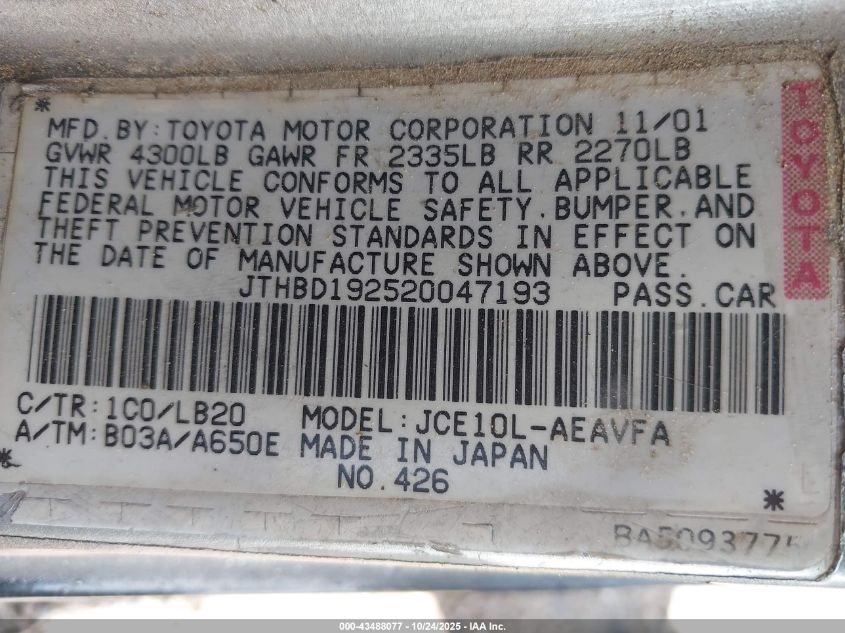 MFD.BY:TOYOTA MOTOR CORPORATION 11/01
GVWR 4300LB GAWR FR 2335LB RR 2270LB
THIS VEHICLE CONFORMS TO ALL APPLICABLE
FEDERAL MOTOR VEHICLE SAFETY.BUMPER.AND
THEFT PREVENTION STANDARDS IN EFFECT ON
THE DATE OF MANUFACTURE SHOWN ABOVE.
JTHBD192520047193 PASS.CAR
C/TR:1C0/LB20 MODEL:JCE10L-AEAVFA
A/TM:B03A/A650E MADE IN JAPAN
NO.426
TOYOTA
000-43488077 - 10/24/2025 - IAA Inc.